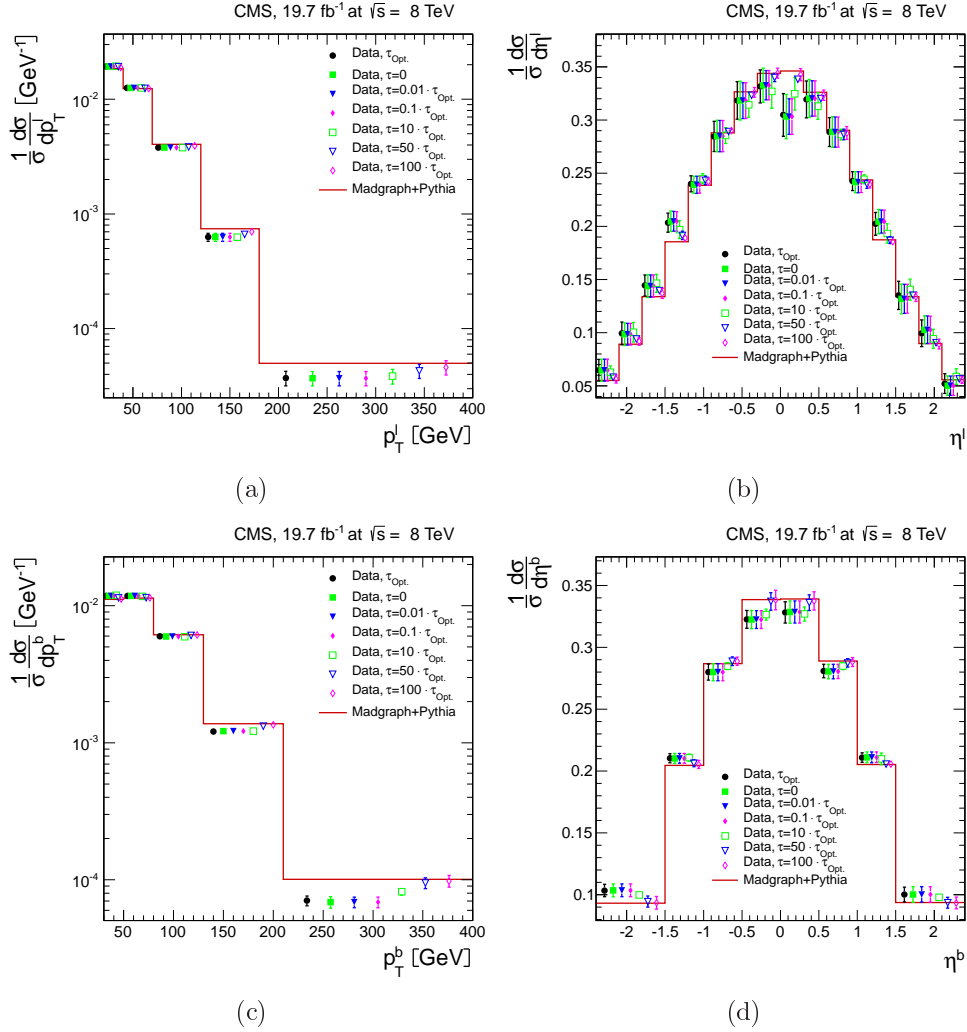 CMS, 19.7 fb⁻¹ at √s = 8 TeV
1/σ dσ/dp_T^l [GeV⁻¹]
Data, τ_Opt.
Data, τ=0
Data, τ=0.01 · τ_Opt.
Data, τ=0.1 · τ_Opt.
Data, τ=10 · τ_Opt.
Data, τ=50 · τ_Opt.
Data, τ=100 · τ_Opt.
Madgraph+Pythia
10⁻²
10⁻³
10⁻⁴
50 100 150 200 250 300 350 400
p_T^l [GeV]
(a)
CMS, 19.7 fb⁻¹ at √s = 8 TeV
1/σ dσ/dη^l
0.35
0.3
0.25
0.2
0.15
0.1
0.05
Data, τ_Opt.
Data, τ=0
Data, τ=0.01 · τ_Opt.
Data, τ=0.1 · τ_Opt.
Data, τ=10 · τ_Opt.
Data, τ=50 · τ_Opt.
Data, τ=100 · τ_Opt.
Madgraph+Pythia
-2 -1.5 -1 -0.5 0 0.5 1 1.5 2
η^l
(b)
CMS, 19.7 fb⁻¹ at √s = 8 TeV
1/σ dσ/dp_T^b [GeV⁻¹]
Data, τ_Opt.
Data, τ=0
Data, τ=0.01 · τ_Opt.
Data, τ=0.1 · τ_Opt.
Data, τ=10 · τ_Opt.
Data, τ=50 · τ_Opt.
Data, τ=100 · τ_Opt.
Madgraph+Pythia
10⁻²
10⁻³
10⁻⁴
50 100 150 200 250 300 350 400
p_T^b [GeV]
(c)
CMS, 19.7 fb⁻¹ at √s = 8 TeV
1/σ dσ/dη^b
0.35
0.3
0.25
0.2
0.15
0.1
Data, τ_Opt.
Data, τ=0
Data, τ=0.01 · τ_Opt.
Data, τ=0.1 · τ_Opt.
Data, τ=10 · τ_Opt.
Data, τ=50 · τ_Opt.
Data, τ=100 · τ_Opt.
Madgraph+Pythia
-2 -1.5 -1 -0.5 0 0.5 1 1.5 2
η^b
(d)